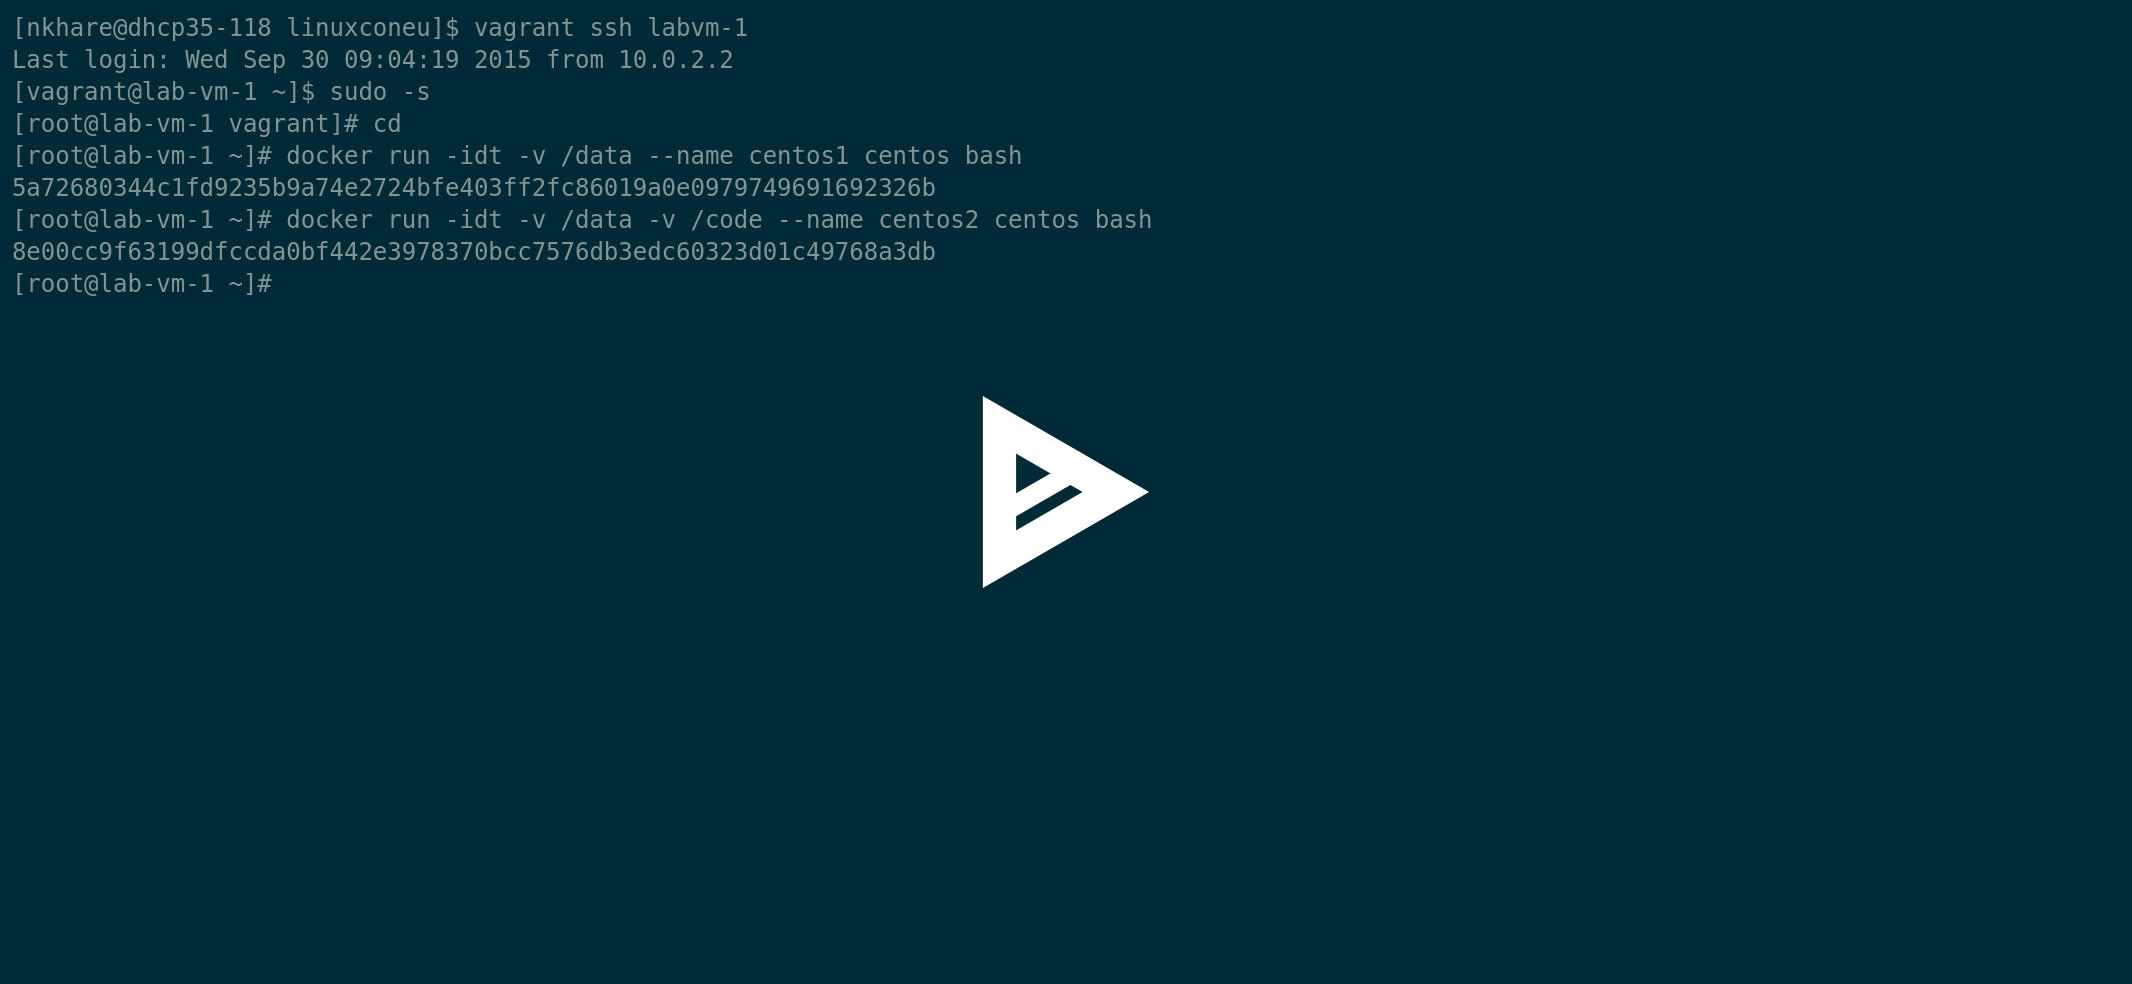 [nkhare@dhcp35-118 linuxconeu]$ vagrant ssh labvm-1
Last login: Wed Sep 30 09:04:19 2015 from 10.0.2.2
[vagrant@lab-vm-1 ~]$ sudo -s
[root@lab-vm-1 vagrant]# cd
[root@lab-vm-1 ~]# docker run -idt -v /data --name centos1 centos bash
5a72680344c1fd9235b9a74e2724bfe403ff2fc86019a0e0979749691692326b
[root@lab-vm-1 ~]# docker run -idt -v /data -v /code --name centos2 centos bash
8e00cc9f63199dfccda0bf442e3978370bcc7576db3edc60323d01c49768a3db
[root@lab-vm-1 ~]#